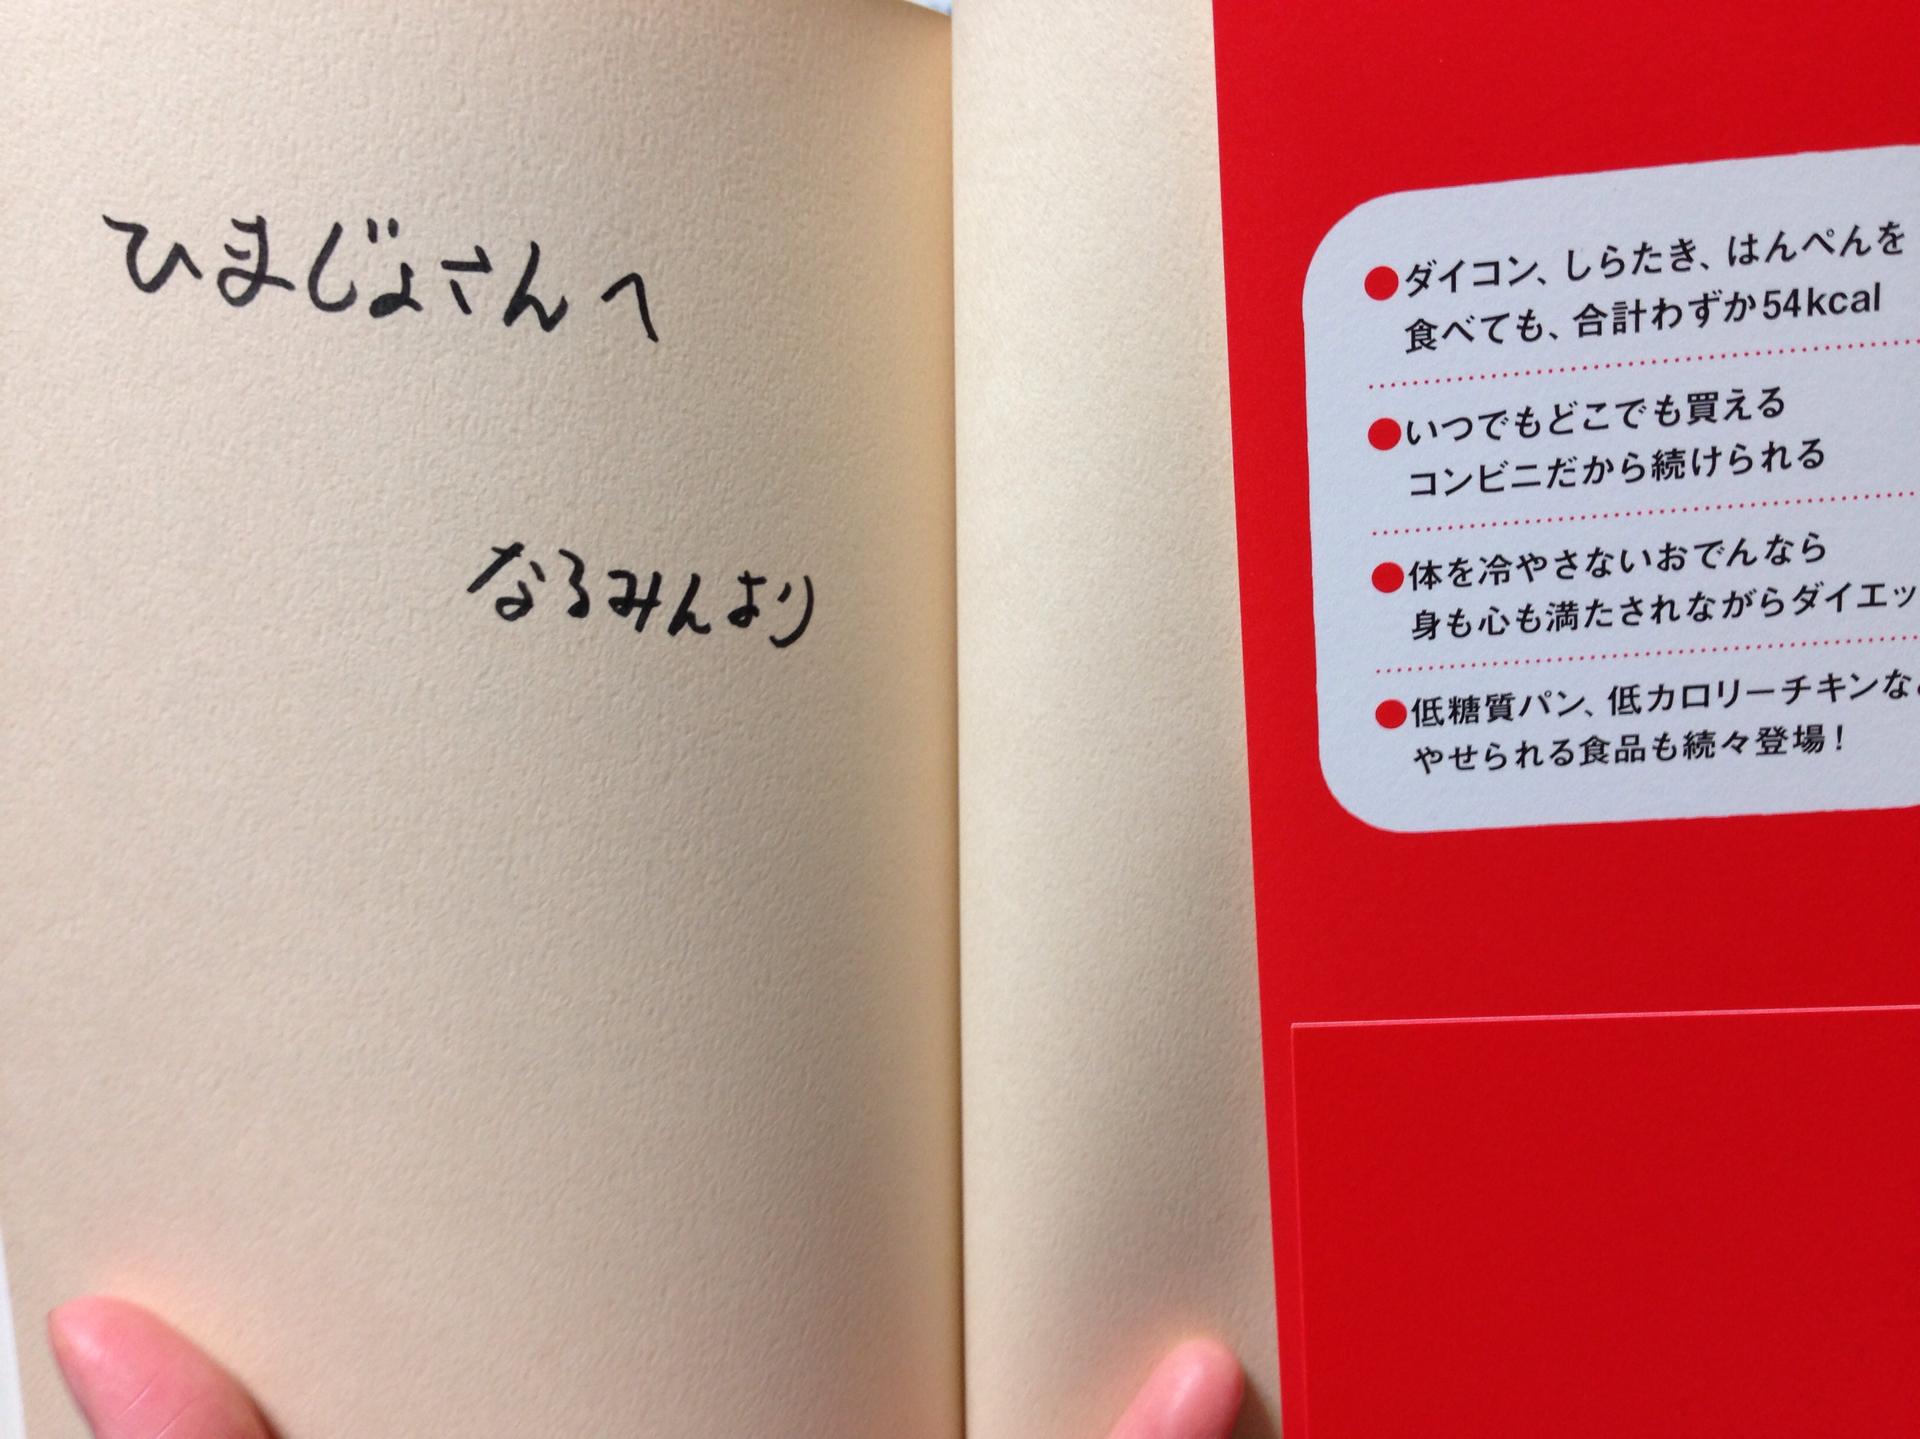 ひまじょさんへ
なるみんより
●ダイコン、しらたき、はんぺんを
食べても、合計わずか54kcal
●いつでもどこでも買える
コンビニだから続けられる
●体を冷やさないおでんなら
身も心も満たされながらダイエッ
●低糖質パン、低カロリーチキンな
やせられる食品も続々登場!